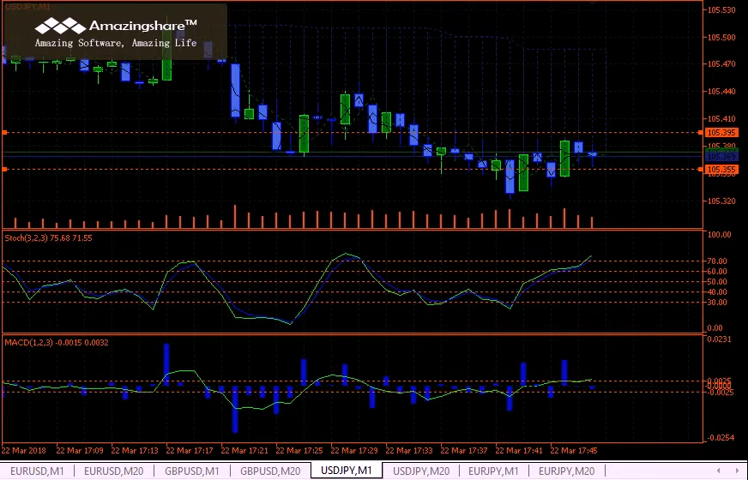 USDJPY,M1
Amazingshare™
Amazing Software, Amazing Life
105.530
105.500
105.470
105.440
105.410
105.395
105.380
105.355
105.320
Stoch(3,2,3) 75.68 71.55
100.00
70.00
60.00
50.00
30.00
0.00
MACD(1,2,3) -0.0015 0.0032
0.0231
0.0025
-0.0025
-0.0254
22 Mar 2018 22 Mar 17:09 22 Mar 17:13 22 Mar 17:17 22 Mar 17:21 22 Mar 17:25 22 Mar 17:29 22 Mar 17:33 22 Mar 17:37 22 Mar 17:41 22 Mar 17:45
EURUSD,M1 EURUSD,M20 GBPUSD,M1 GBPUSD,M20 USDJPY,M1 USDJPY,M20 EURJPY,M1 EURJPY,M20